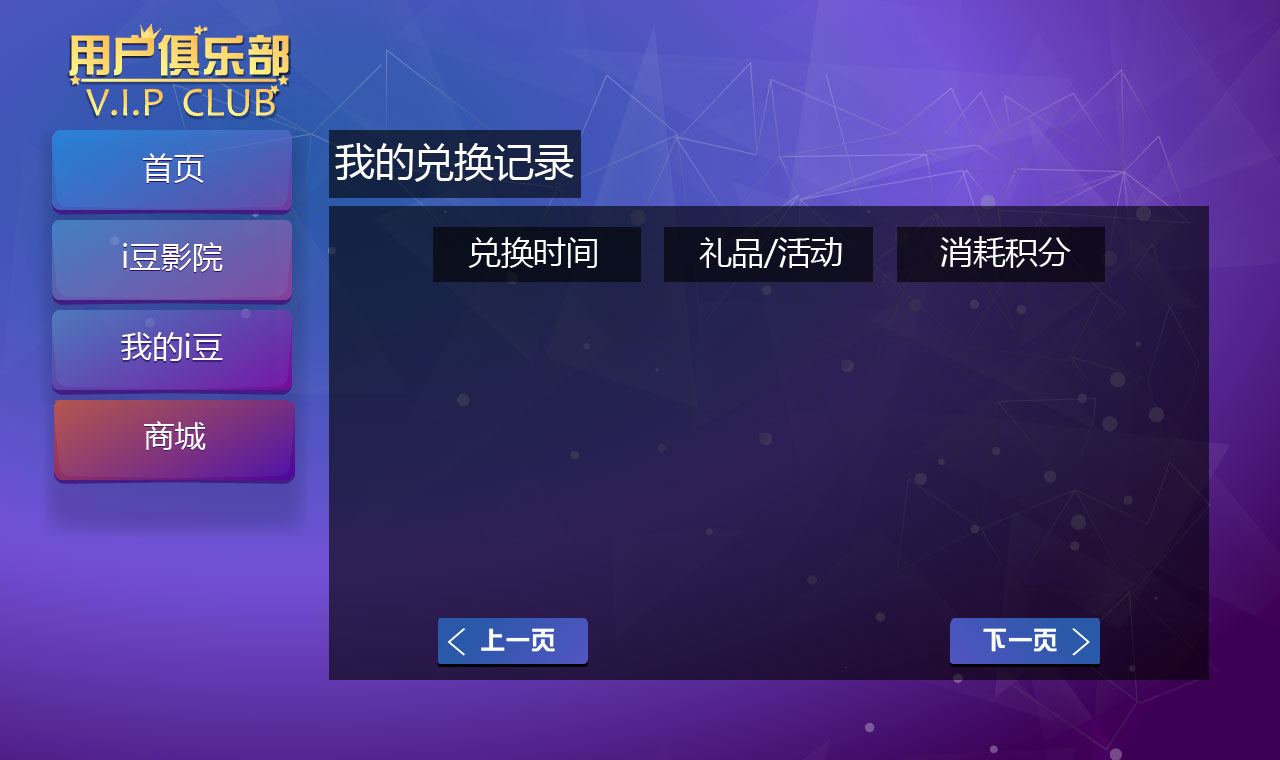 用户俱乐部
V.I.P CLUB
首页
i豆影院
我的i豆
商城
我的兑换记录
兑换时间 礼品/活动 消耗积分
上一页 下一页